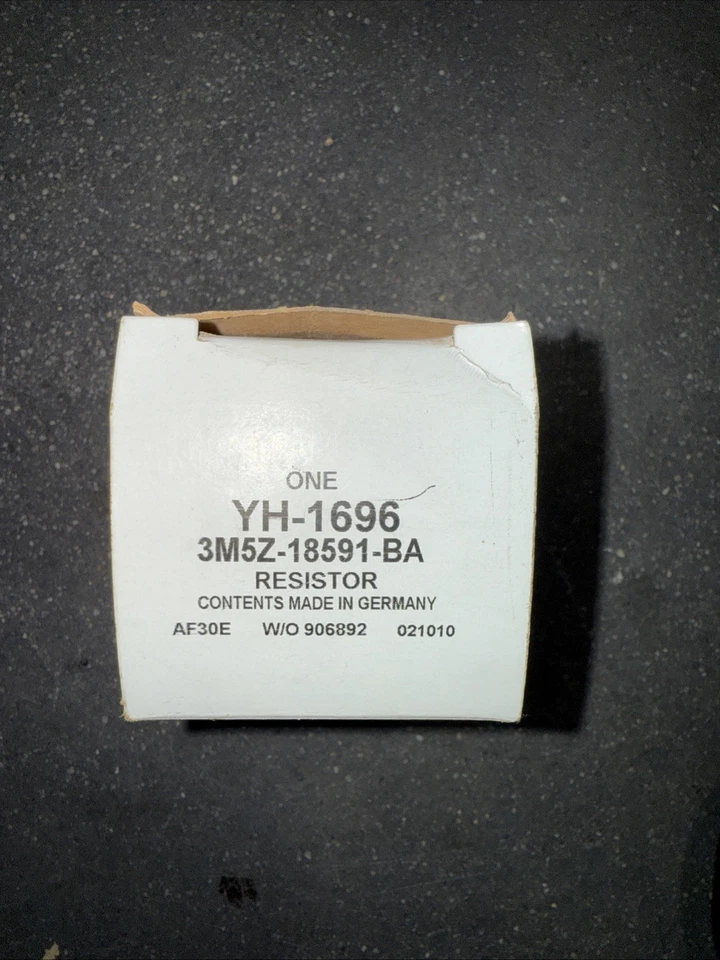 ONE
YH-1696
3M5Z-18591-BA
RESISTOR
CONTENTS MADE IN GERMANY
AF30E W/O 906892 021010